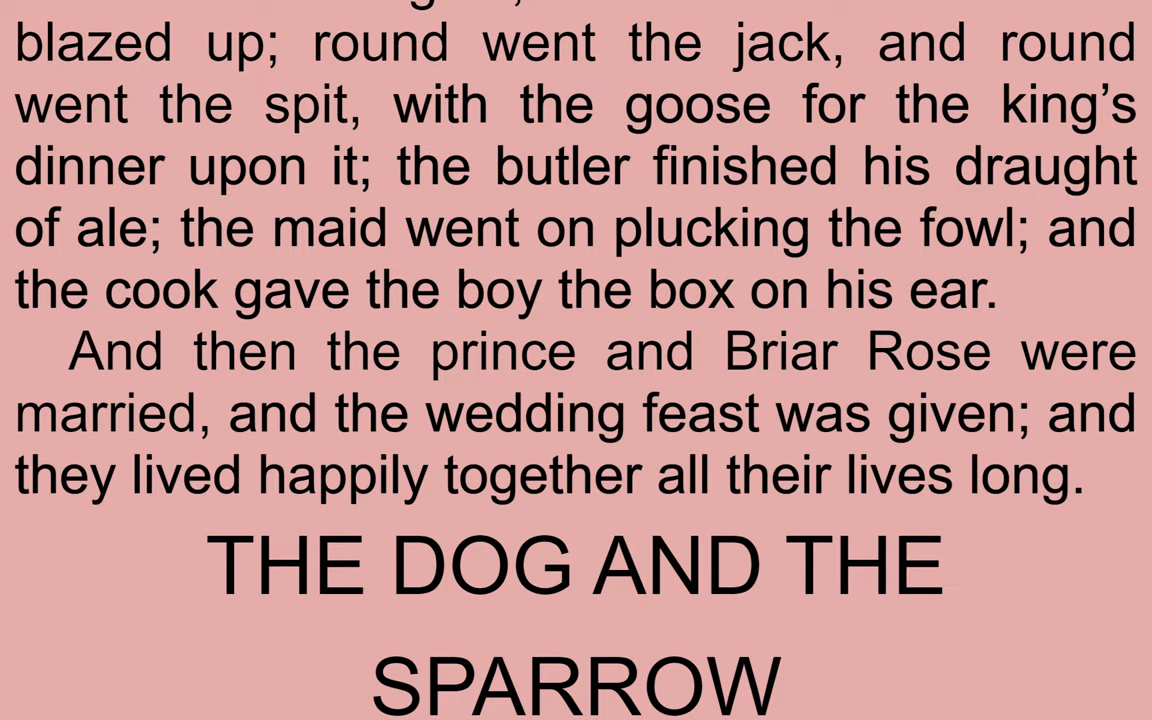 blazed up; round went the jack, and round
went the spit, with the goose for the king’s
dinner upon it; the butler finished his draught
of ale; the maid went on plucking the fowl; and
the cook gave the boy the box on his ear.
And then the prince and Briar Rose were
married, and the wedding feast was given; and
they lived happily together all their lives long.
THE DOG AND THE
SPARROW